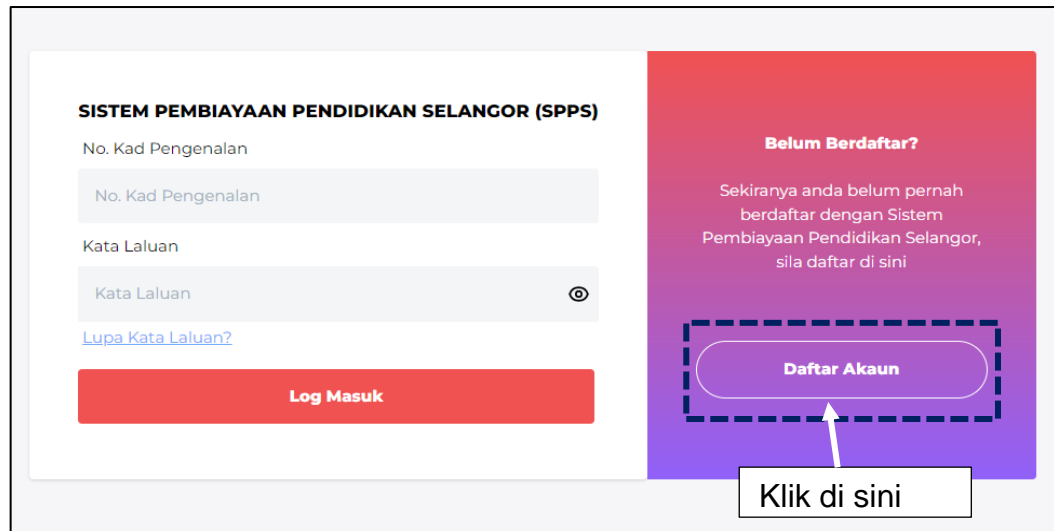 SISTEM PEMBIAYAAN PENDIDIKAN SELANGOR (SPPS)
No. Kad Pengenalan
No. Kad Pengenalan
Kata Laluan
Kata Laluan
Lupa Kata Laluan?
Log Masuk
Belum Berdaftar?
Sekiranya anda belum pernah
berdaftar dengan Sistem
Pembiayaan Pendidikan Selangor,
sila daftar di sini
Daftar Akaun
Klik di sini